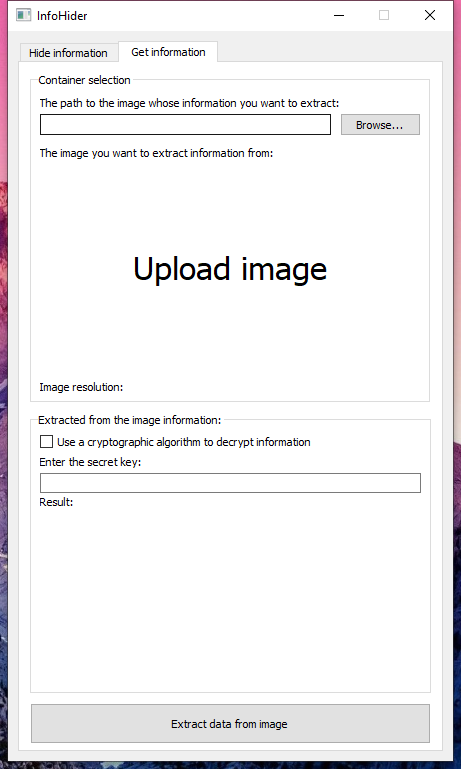 InfoHider
Hide information
Get information
Container selection
The path to the image whose information you want to extract:
Browse...
The image you want to extract information from:
Upload image
Image resolution:
Extracted from the image information:
Use a cryptographic algorithm to decrypt information
Enter the secret key:
Result:
Extract data from image